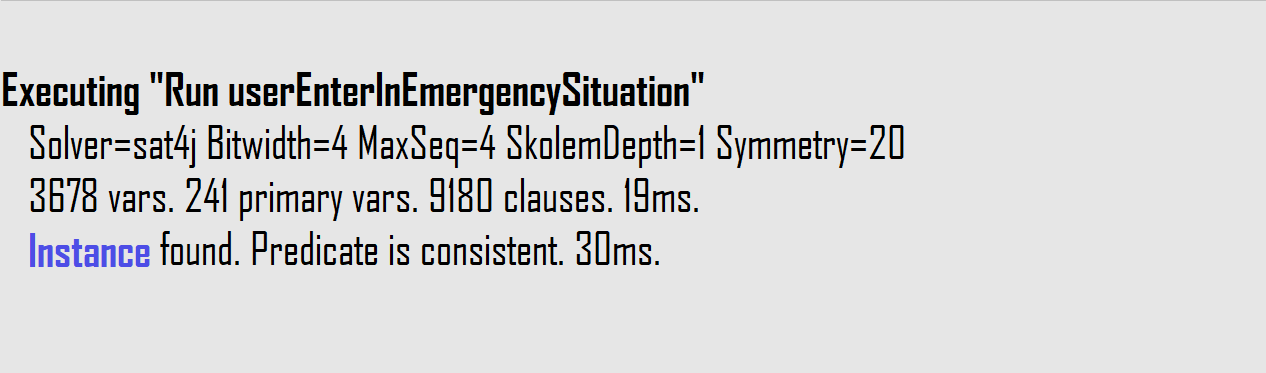 Executing "Run userEnterInEmergencySituation"
Solver=sat4j Bitwidth=4 MaxSeq=4 SkolemDepth=1 Symmetry=20
3678 vars. 241 primary vars. 9180 clauses. 19ms.
Instance found. Predicate is consistent. 30ms.